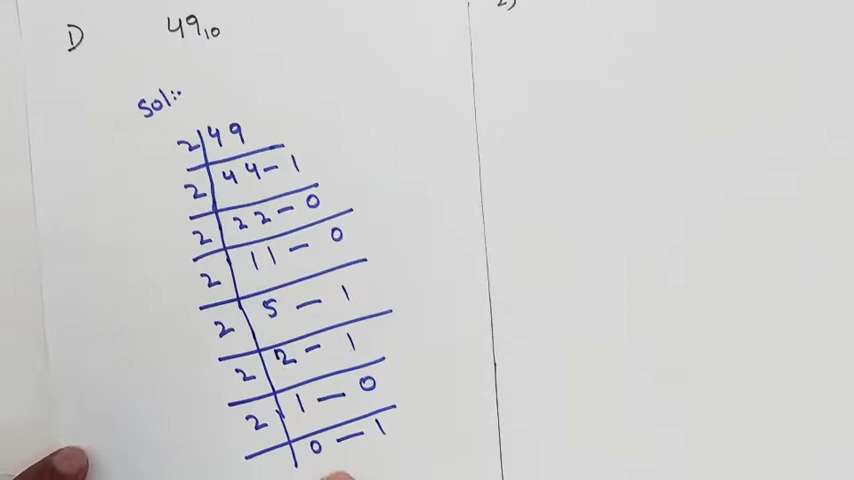 D 49₁₀
Sol:
2 49
2 44 - 1
2 22 - 0
2 11 - 0
2 5 - 1
2 2 - 1
2 1 - 0
0 - 1